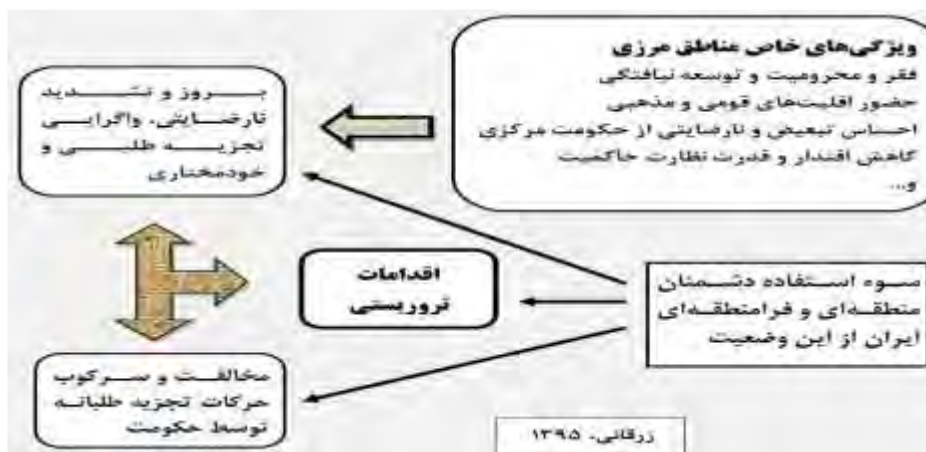 ویژگی‌های خاص مناطق مرزی
فقر و محرومیت و توسعه نیافتگی
حضور اقلیت‌های قومی و مذهبی
احساس تبعیض و نارضایتی از حکومت مرکزی
کاهش اقتدار و قدرت نظارت حاکمیت
و...
بروز و تشدید
نارضایتی، واگرایی
تجزیه طلبی و
خودمختاری
اقدامات
تروریستی
سوء استفاده دشمنان
منطقه‌ای و فرامنطقه‌ای
ایران از این وضعیت
مخالفت و سرکوب
حرکات تجزیه طلبانه
توسط حکومت
زرقانی، ۱۳۹۵